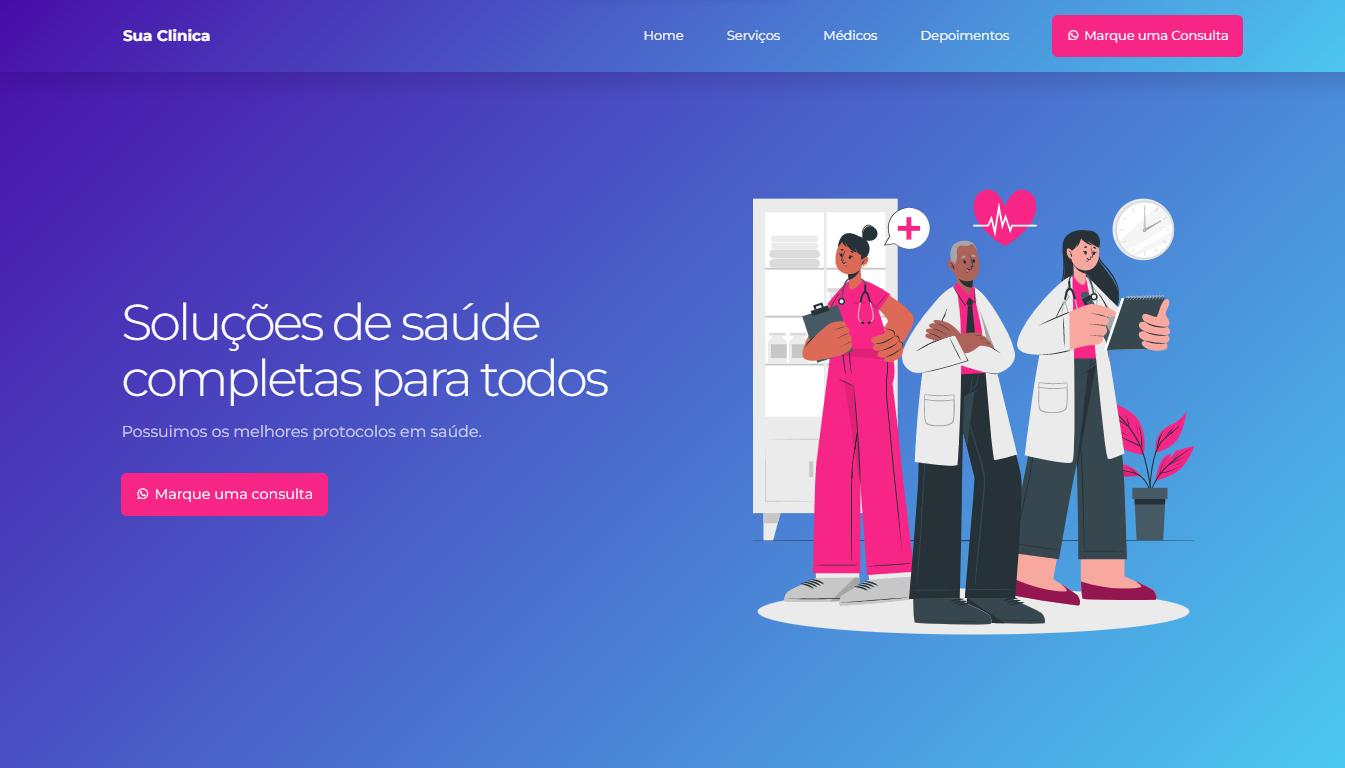 Sua Clinica
Home
Serviços
Médicos
Depoimentos
Marque uma Consulta
Soluções de saúde
completas para todos
Possuimos os melhores protocolos em saúde.
Marque uma consulta